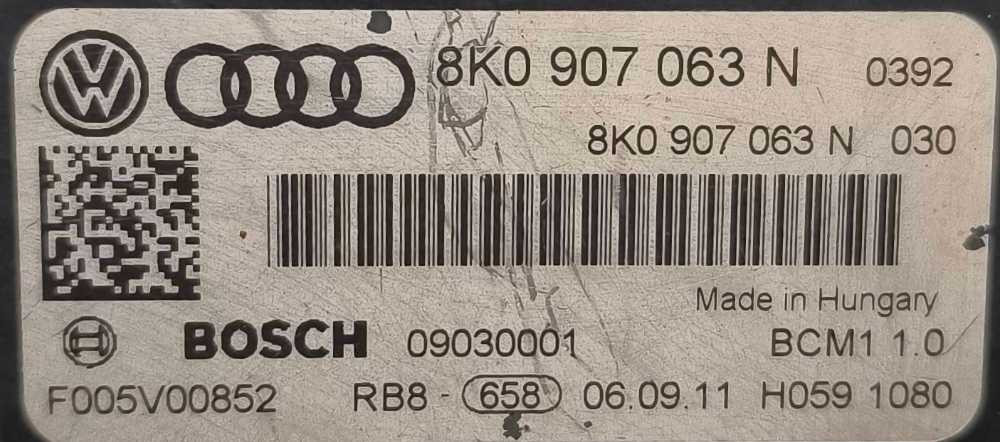 8K0 907 063 N 0392
8K0 907 063 N 030
Made in Hungary
BOSCH 09030001 BCM1 1.0
F005V00852 RB8 - 658 06.09.11 H059 1080